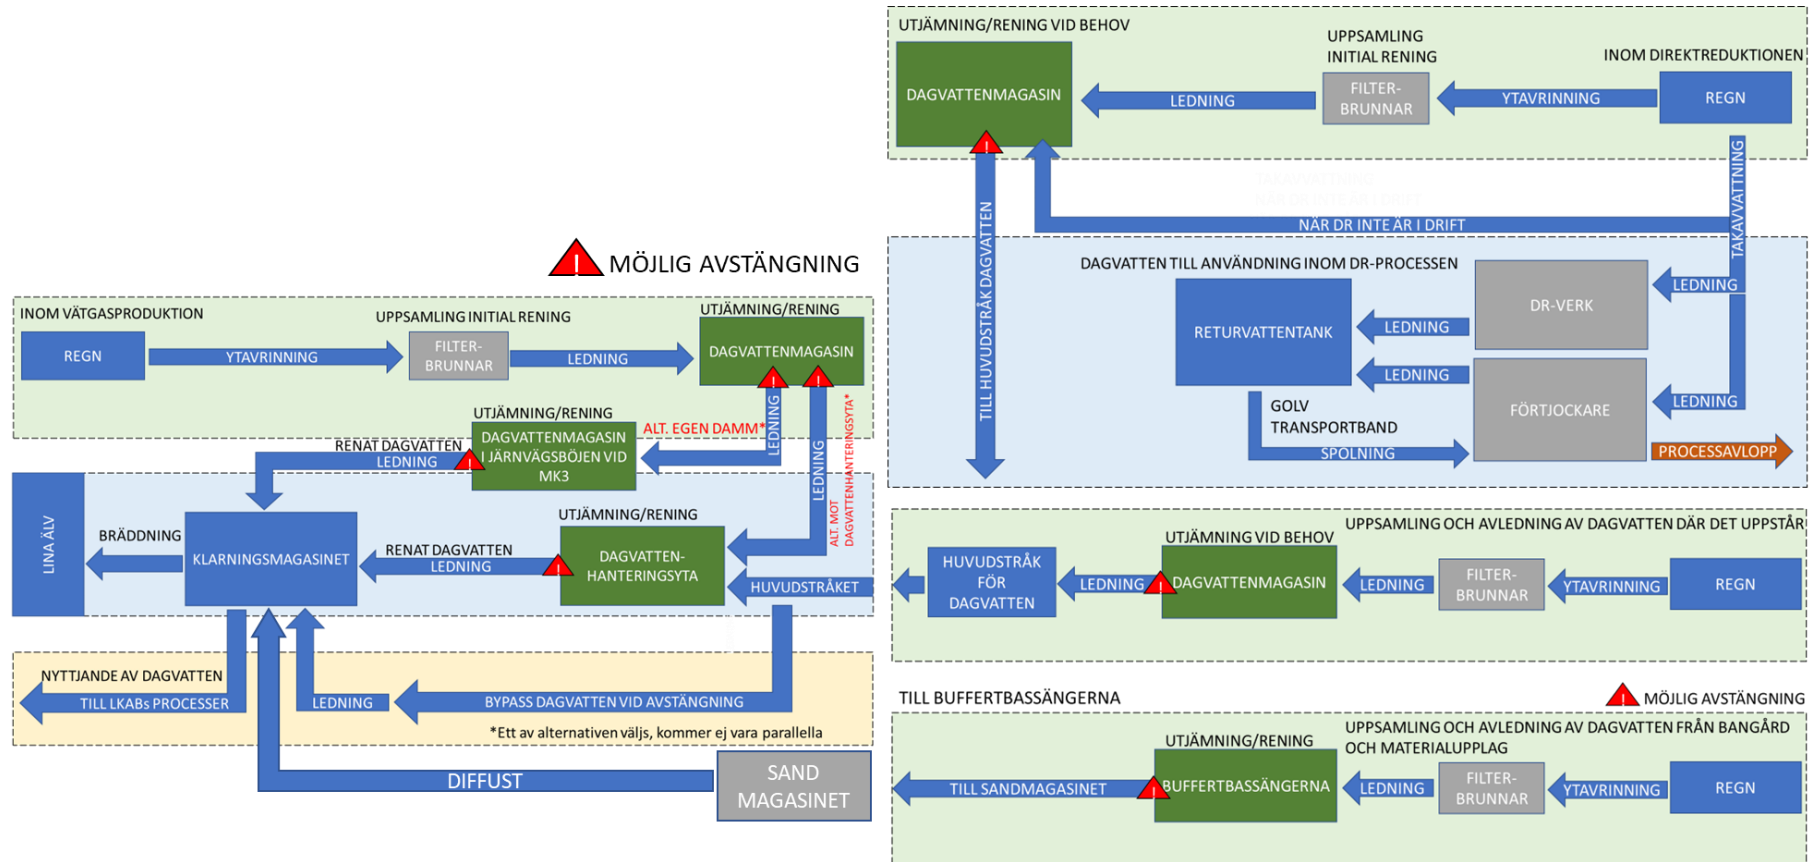 UTJÄMNING/RENING VID BEHOV
DAGVATTENMAGASIN
LEDNING
UPPSAMLING
INITIAL RENING
FILTER-
BRUNNAR
YTAVRINNING
INOM DIREKTREDUKTIONEN
REGN
TAKAVVATTNING
NÄR DR INTE ÄR I DRIFT
TILL HUVUDSTRÅK DAGVATTEN
DAGVATTEN TILL ANVÄNDNING INOM DR-PROCESSEN
RETURVATTENTANK
LEDNING
DR-VERK
LEDNING
LEDNING
FÖRTJOCKARE
LEDNING
GOLV
TRANSPORTBAND
SPOLNING
PROCESSAVLOPP
! MÖJLIG AVSTÄNGNING
INOM VÄTGASPRODUKTION
REGN
YTAVRINNING
UPPSAMLING INITIAL RENING
FILTER-
BRUNNAR
LEDNING
UTJÄMNING/RENING
DAGVATTENMAGASIN
LEDNING
LEDNING
ALT. EGEN DAMM*
ALT. MOT
DAGVATTENHANTERINGSYTA*
UTJÄMNING/RENING
DAGVATTENMAGASIN
I JÄRNVÄGSBÖJEN VID
MK3
RENAT DAGVATTEN
LEDNING
LINA ÄLV
BRÄDDNING
KLARNINGSMAGASINET
RENAT DAGVATTEN
LEDNING
UTJÄMNING/RENING
DAGVATTEN-
HANTERINGSYTA
HUVUDSTRÅKET
NYTTJANDE AV DAGVATTEN
TILL LKABs PROCESSER
LEDNING
BYPASS DAGVATTEN VID AVSTÄNGNING
*Ett av alternativen väljs, kommer ej vara parallella
DIFFUST
SAND
MAGASINET
UPPSAMLING OCH AVLEDNING AV DAGVATTEN DÄR DET UPPSTÅR
HUVUDSTRÅK
FÖR
DAGVATTEN
LEDNING
UTJÄMNING VID BEHOV
DAGVATTENMAGASIN
LEDNING
FILTER-
BRUNNAR
YTAVRINNING
REGN
TILL BUFFERTBASSÄNGERNA
! MÖJLIG AVSTÄNGNING
UPPSAMLING OCH AVLEDNING AV DAGVATTEN FRÅN BANGÅRD
OCH MATERIALUPPLAG
TILL SANDMAGASINET
UTJÄMNING/RENING
BUFFERTBASSÄNGERNA
LEDNING
FILTER-
BRUNNAR
YTAVRINNING
REGN